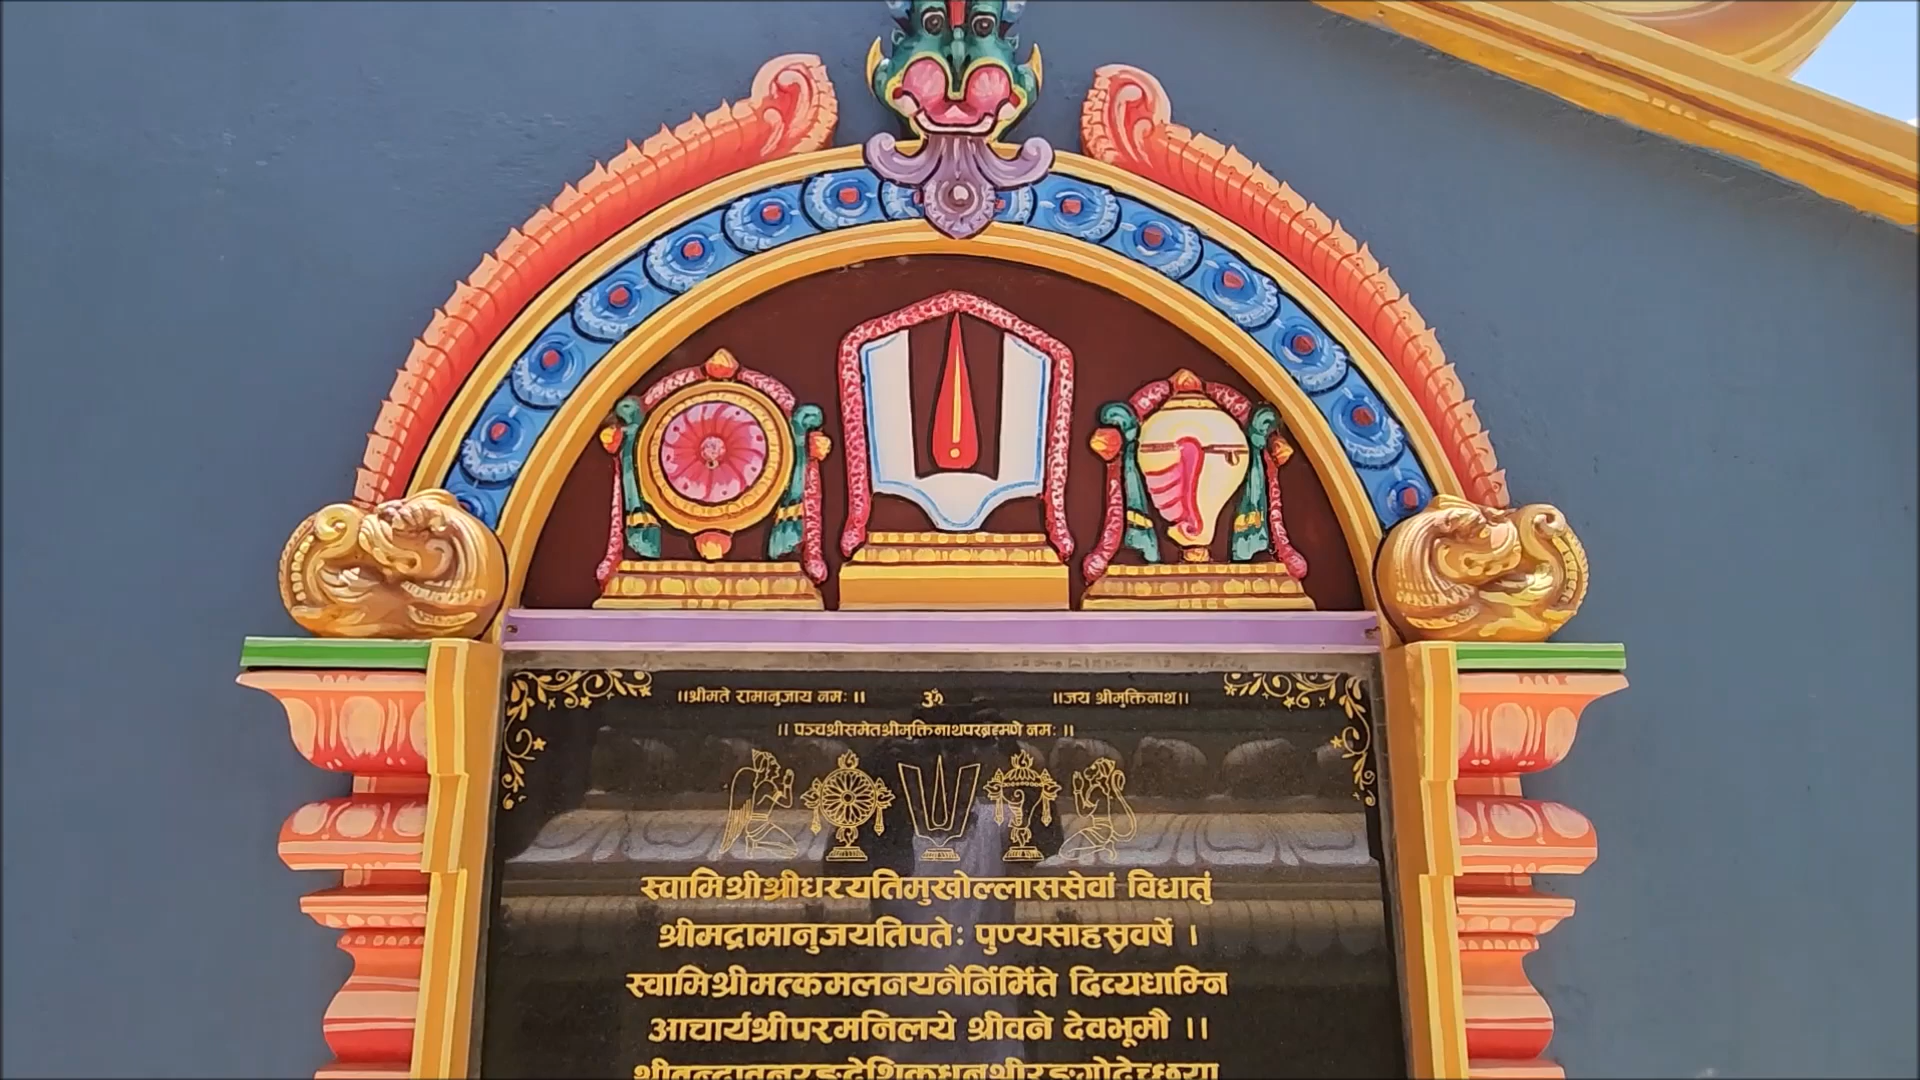 ।।श्रीमते रामानुजाय नमः।। ॐ ।।जय श्रीमुक्तिनाथ।।
।। पञ्चश्रीसमेतश्रीमुक्तिनाथपरब्रह्मणे नमः ।।
स्वामिश्रीश्रीधरयतिमुखोल्लाससेवां विधातुं
श्रीमद्रामानुजयतिपतेः पुण्यसाहस्रवर्षे ।
स्वामिश्रीमत्कमलनयनैर्निर्मिते दिव्यधाम्नि
आचार्यश्रीपरमनिलये श्रीवने देवभूमौ ।।